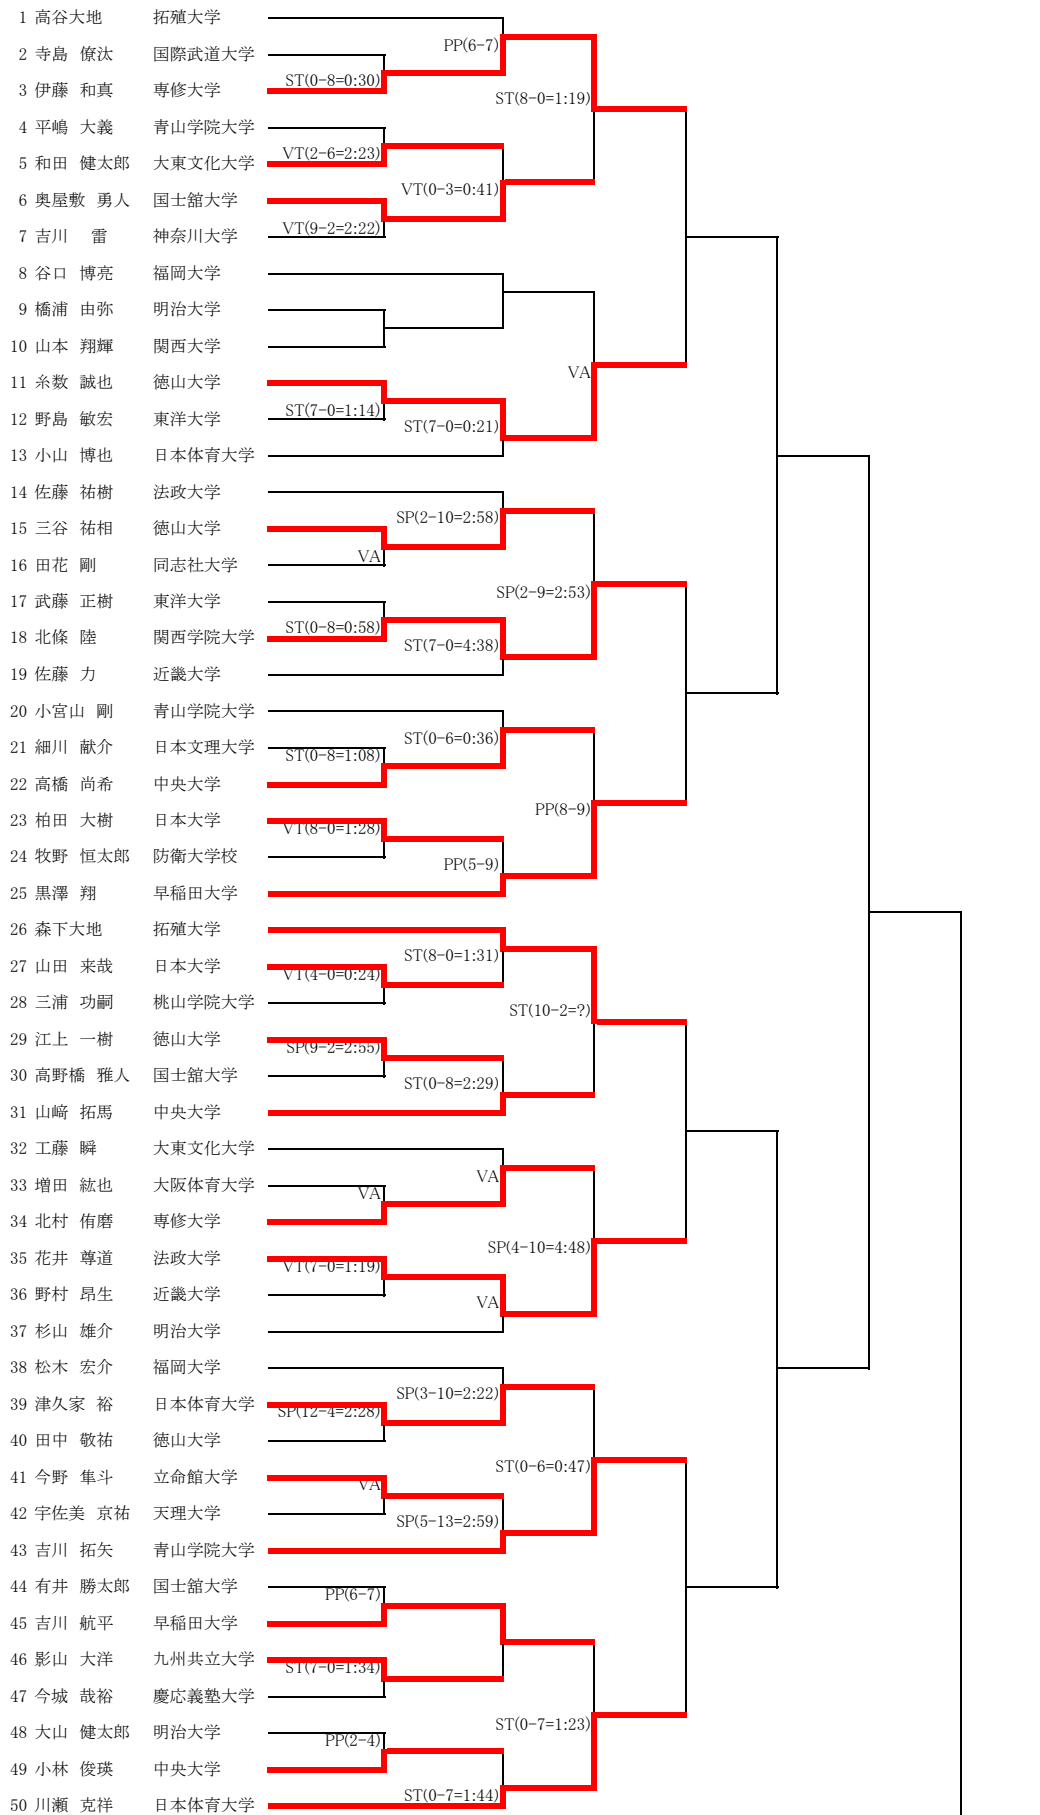 1 高谷大地 拓殖大学
PP(6-7)
2 寺島 僚汰 国際武道大学
ST(0-8=0:30)
3 伊藤 和真 専修大学
ST(8-0=1:19)
4 平嶋 大義 青山学院大学
VT(2-6=2:23)
5 和田 健太郎 大東文化大学
VT(0-3=0:41)
6 奥屋敷 勇人 国士舘大学
VT(9-2=2:22)
7 吉川 雷 神奈川大学
8 谷口 博亮 福岡大学
9 橋浦 由弥 明治大学
10 山本 翔輝 関西大学
VA
11 糸数 誠也 徳山大学
ST(7-0=1:14)
12 野島 敏宏 東洋大学
ST(7-0=0:21)
13 小山 博也 日本体育大学
14 佐藤 祐樹 法政大学
SP(2-10=2:58)
15 三谷 祐相 徳山大学
VA
16 田花 剛 同志社大学
SP(2-9=2:53)
17 武藤 正樹 東洋大学
ST(0-8=0:58)
18 北條 陸 関西学院大学
ST(7-0=4:38)
19 佐藤 力 近畿大学
20 小宮山 剛 青山学院大学
ST(0-6=0:36)
21 細川 献介 日本文理大学
ST(0-8=1:08)
22 高橋 尚希 中央大学
PP(8-9)
23 柏田 大樹 日本大学
VT(8-0=1:28)
24 牧野 恒太郎 防衛大学校
PP(5-9)
25 黒澤 翔 早稲田大学
26 森下大地 拓殖大学
ST(8-0=1:31)
27 山田 来哉 日本大学
VT(4-0=0:24)
28 三浦 功嗣 桃山学院大学
ST(10-2=?)
29 江上 一樹 徳山大学
SP(9-2=2:55)
30 高野橋 雅人 国士舘大学
ST(0-8=2:29)
31 山﨑 拓馬 中央大学
32 工藤 瞬 大東文化大学
VA
33 増田 紘也 大阪体育大学
VA
34 北村 侑磨 専修大学
SP(4-10=4:48)
35 花井 尊道 法政大学
VT(7-0=1:19)
36 野村 昂生 近畿大学
VA
37 杉山 雄介 明治大学
38 松木 宏介 福岡大学
SP(3-10=2:22)
39 津久家 裕 日本体育大学
SP(12-4=2:28)
40 田中 敬祐 徳山大学
ST(0-6=0:47)
41 今野 隼斗 立命館大学
VA
42 宇佐美 京祐 天理大学
SP(5-13=2:59)
43 吉川 拓矢 青山学院大学
44 有井 勝太郎 国士舘大学
PP(6-7)
45 吉川 航平 早稲田大学
46 影山 大洋 九州共立大学
ST(7-0=1:34)
47 今城 哉裕 慶応義塾大学
ST(0-7=1:23)
48 大山 健太郎 明治大学
PP(2-4)
49 小林 俊瑛 中央大学
ST(0-7=1:44)
50 川瀬 克祥 日本体育大学